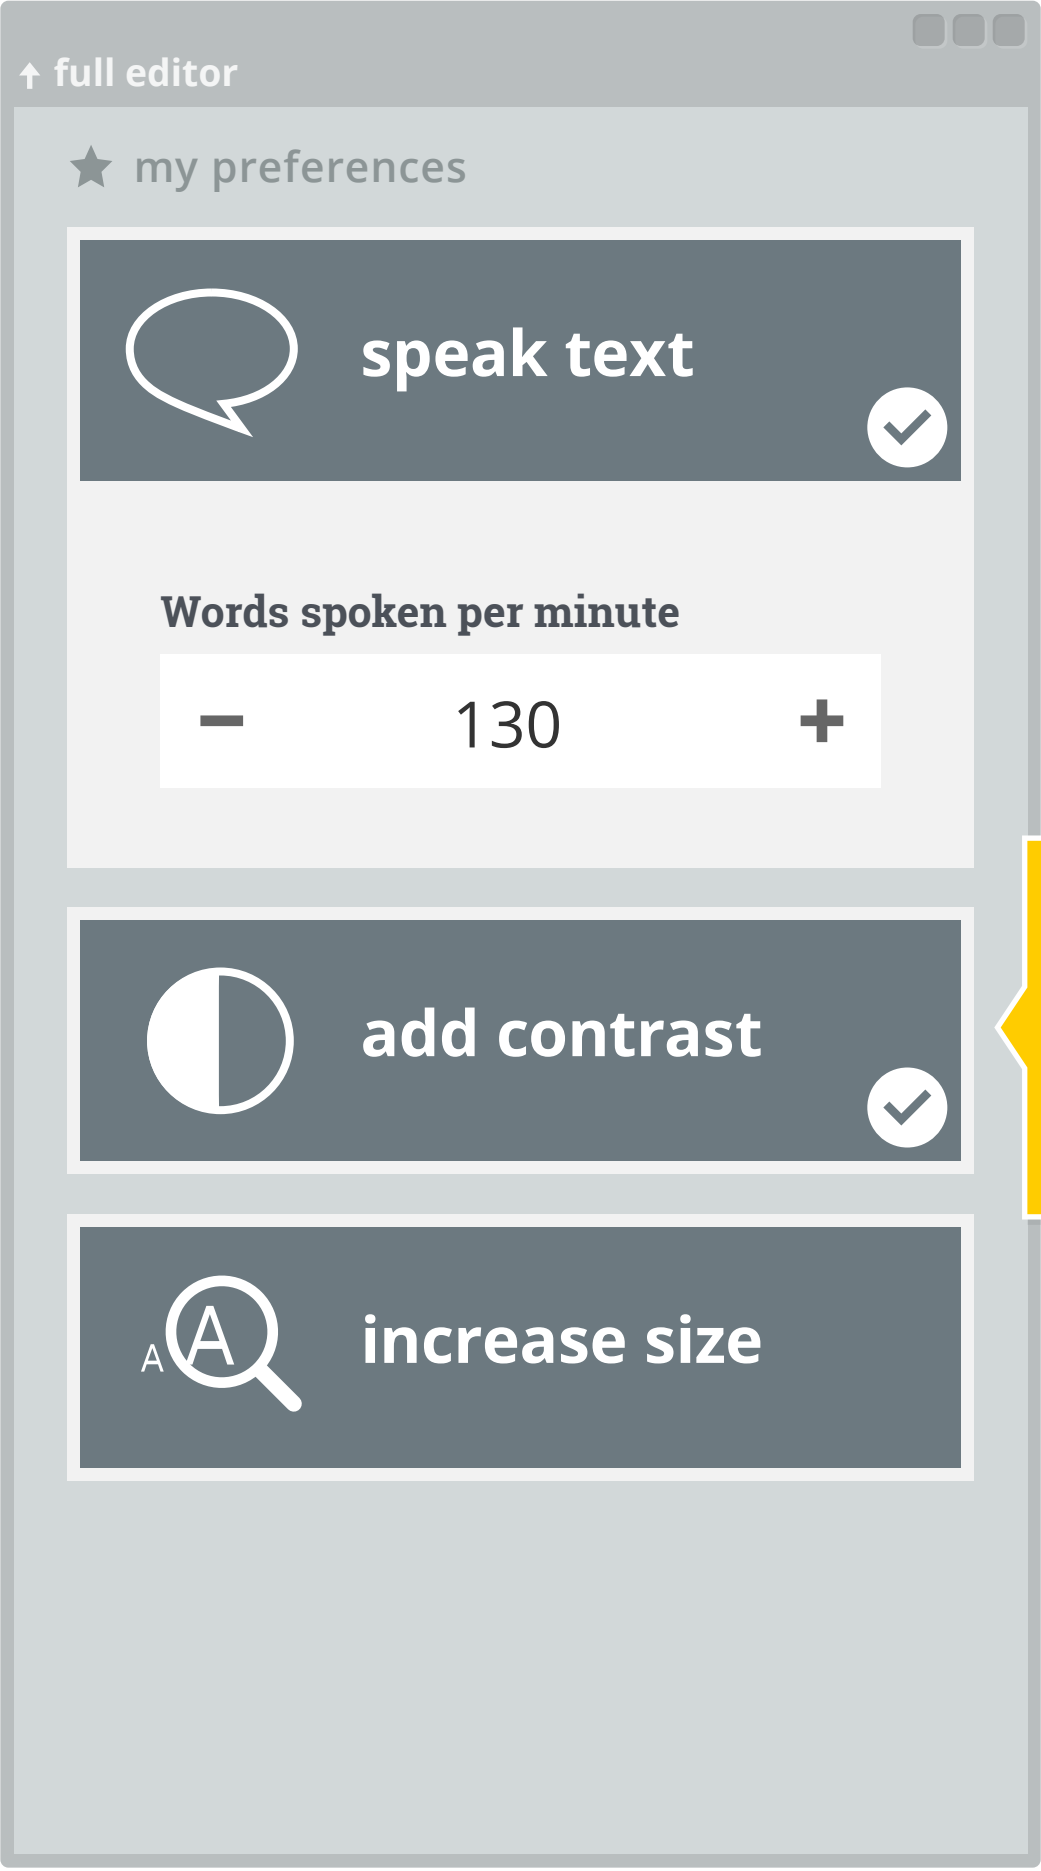 full editor
my preferences
speak text
Words spoken per minute
130
add contrast
A A
increase size